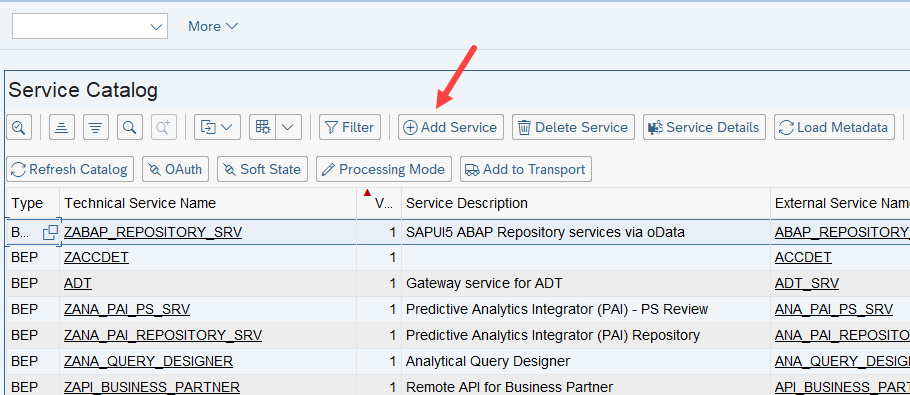 More
Service Catalog
Filter Add Service Delete Service Service Details Load Metadata
Refresh Catalog OAuth Soft State Processing Mode Add to Transport
Type Technical Service Name V... Service Description External Service Name
B... ZABAP_REPOSITORY_SRV 1 SAPUI5 ABAP Repository services via oData ABAP_REPOSITORY_
BEP ZACCDET 1 ACCDET
BEP ADT 1 Gateway service for ADT ADT_SRV
BEP ZANA_PAI_PS_SRV 1 Predictive Analytics Integrator (PAI) - PS Review ANA_PAI_PS_SRV
BEP ZANA_PAI_REPOSITORY_SRV 1 Predictive Analytics Integrator (PAI) Repository ANA_PAI_REPOSITO
BEP ZANA_QUERY_DESIGNER 1 Analytical Query Designer ANA_QUERY_DESIG
BEP ZAPI_BUSINESS_PARTNER 1 Remote API for Business Partner API_BUSINESS_PAR